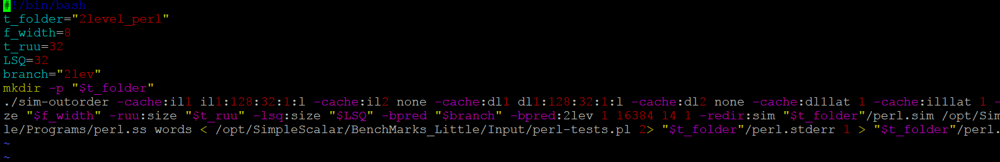 #!/bin/bash
t_folder="2level_perl"
f_width=8
t_ruu=32
LSQ=32
branch="2lev"
mkdir -p "$t_folder"
./sim-outorder -cache:il1 il1:128:32:1:l -cache:il2 none -cache:dl1 dl1:128:32:1:l -cache:dl2 none -cache:dl1lat 1 -cache:il1lat 1 -
ze "$f_width" -ruu:size "$t_ruu" -lsq:size "$LSQ" -bpred "$branch" -bpred:2lev 1 16384 14 1 -redir:sim "$t_folder"/perl.sim /opt/Sim
le/Programs/perl.ss words < /opt/SimpleScalar/BenchMarks_Little/Input/perl-tests.pl 2> "$t_folder"/perl.stderr 1 > "$t_folder"/perl.
~
~